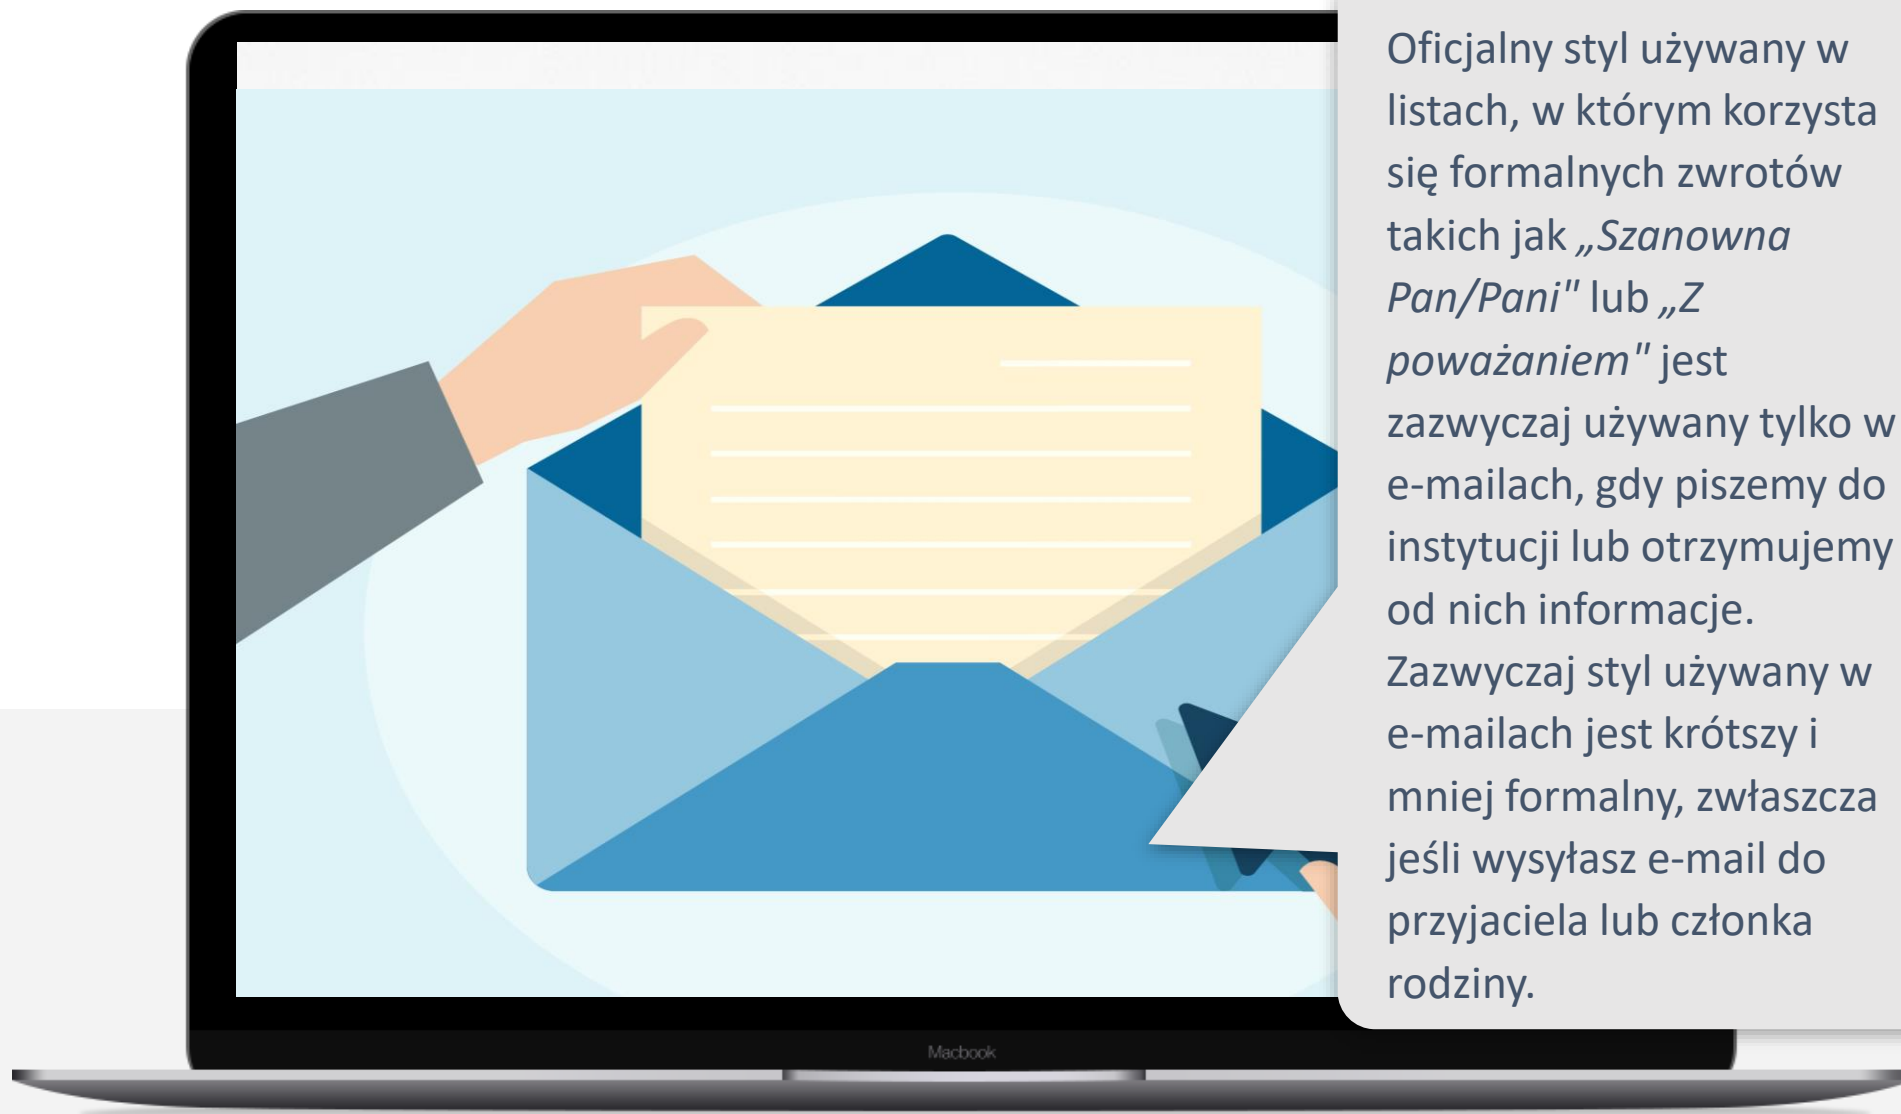 Oficjalny styl używany w
listach, w którym korzysta
się formalnych zwrotów
takich jak „Szanowna
Pan/Pani" lub „Z
poważaniem" jest
zazwyczaj używany tylko w
e-mailach, gdy piszemy do
instytucji lub otrzymujemy
od nich informacje.
Zazwyczaj styl używany w
e-mailach jest krótszy i
mniej formalny, zwłaszcza
jeśli wysyłasz e-mail do
przyjaciela lub członka
rodziny.
Macbook